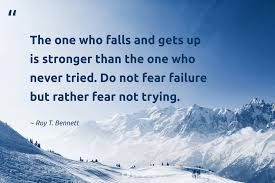 “
The one who falls and gets up
is stronger than the one who
never tried. Do not fear failure
but rather fear not trying.
~ Roy T. Bennett